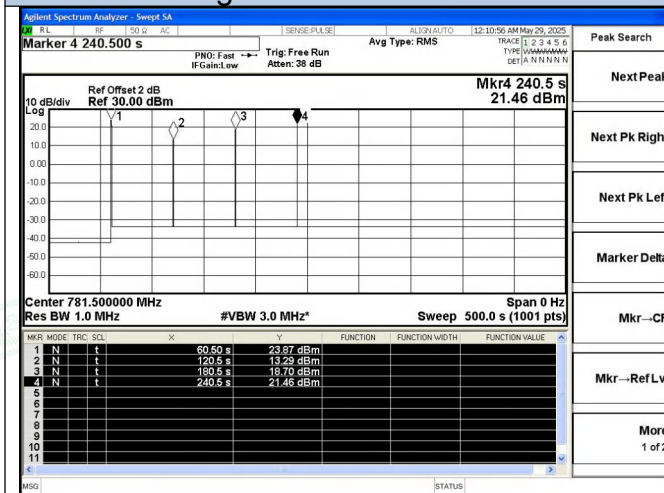 Agilent Spectrum Analyzer - Swept SA
RL RF 50 Ω AC SENSE:PULSE ALIGN AUTO 12:10:56 AM May 29, 2025
Marker 4 240.500 s
PNO: Fast
IFGain:Low
Trig: Free Run
Atten: 38 dB
Avg Type: RMS
TRACE 1 2 3 4 5 6
TYPE
DET A N N N N N
Ref Offset 2 dB
10 dB/div Ref 30.00 dBm
Log
Mkr4 240.5 s
21.46 dBm
1
2
3
4
20.0
10.0
0.00
-10.0
-20.0
-30.0
-40.0
-50.0
-60.0
Center 781.500000 MHz Span 0 Hz
Res BW 1.0 MHz #VBW 3.0 MHz* Sweep 500.0 s (1001 pts)
MKR MODE TRC SCL X Y FUNCTION FUNCTION WIDTH FUNCTION VALUE
1 N t 60.50 s 23.87 dBm
2 N t 120.5 s 13.29 dBm
3 N t 180.5 s 18.70 dBm
4 N t 240.5 s 21.46 dBm
5
6
7
8
9
10
11
MSG STATUS
Peak Search
Next Peak
Next Pk Righ
Next Pk Lef
Marker Delta
Mkr→CF
Mkr→Ref Lv
More
1 of 2